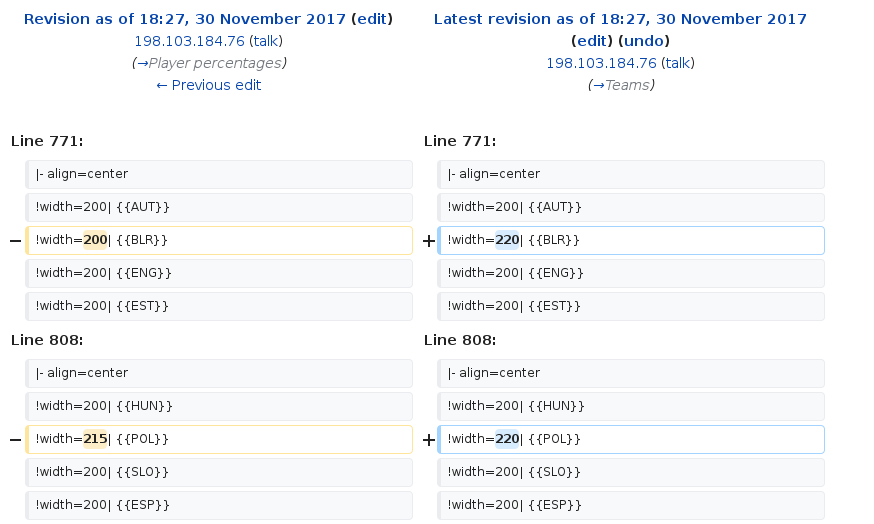 Revision as of 18:27, 30 November 2017 (edit)
198.103.184.76 (talk)
(→Player percentages)
← Previous edit
Latest revision as of 18:27, 30 November 2017
(edit) (undo)
198.103.184.76 (talk)
(→Teams)
Line 771:
Line 771:
|- align=center
|- align=center
!width=200| {{AUT}}
!width=200| {{AUT}}
− !width=200| {{BLR}}
+ !width=220| {{BLR}}
!width=200| {{ENG}}
!width=200| {{ENG}}
!width=200| {{EST}}
!width=200| {{EST}}
Line 808:
Line 808:
|- align=center
|- align=center
!width=200| {{HUN}}
!width=200| {{HUN}}
− !width=215| {{POL}}
+ !width=220| {{POL}}
!width=200| {{SLO}}
!width=200| {{SLO}}
!width=200| {{ESP}}
!width=200| {{ESP}}